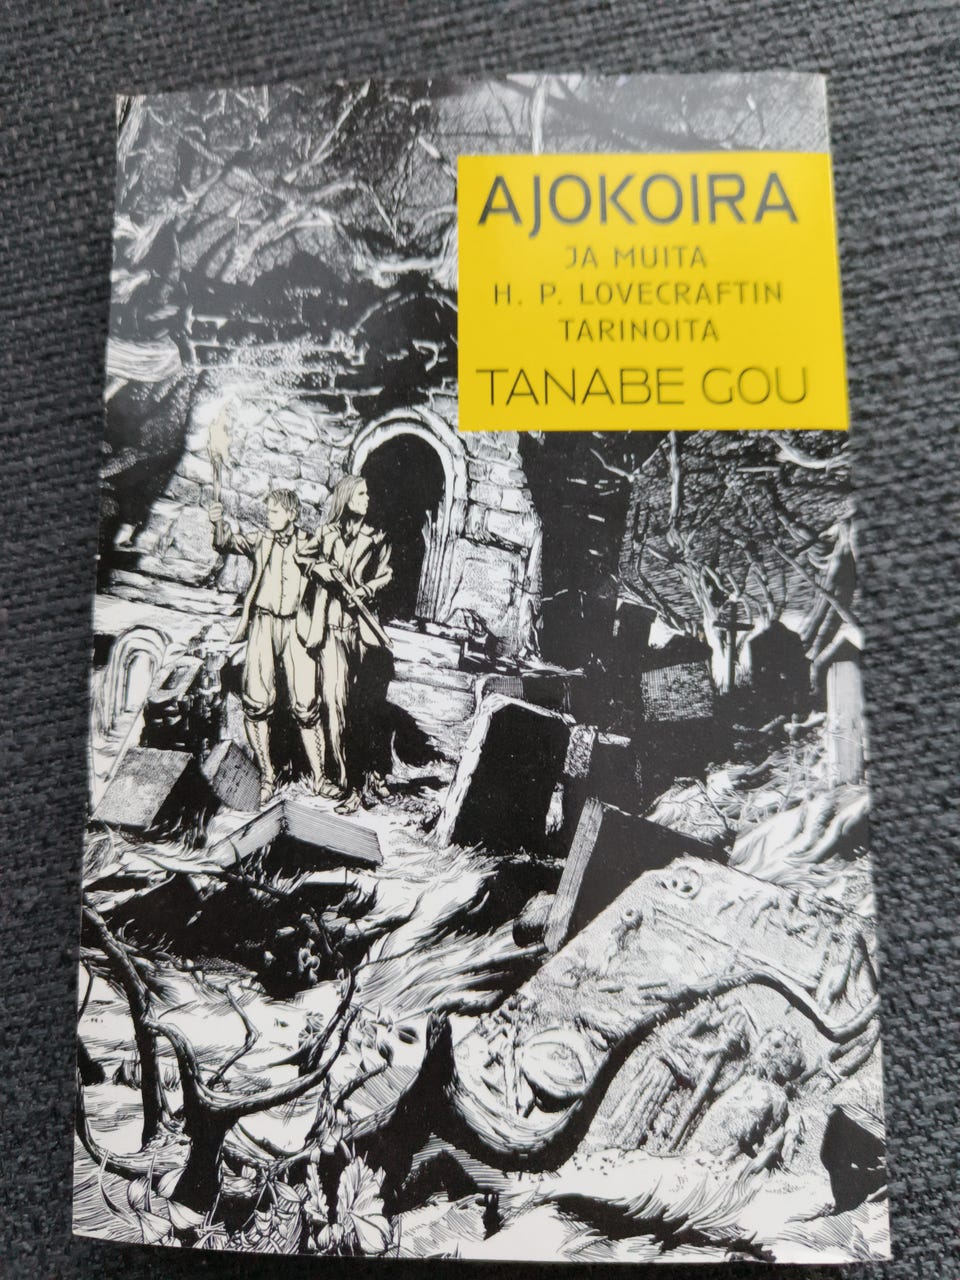 AJOKOIRA
JA MUITA
H. P. LOVECRAFTIN
TARINOITA
TANABE GOU